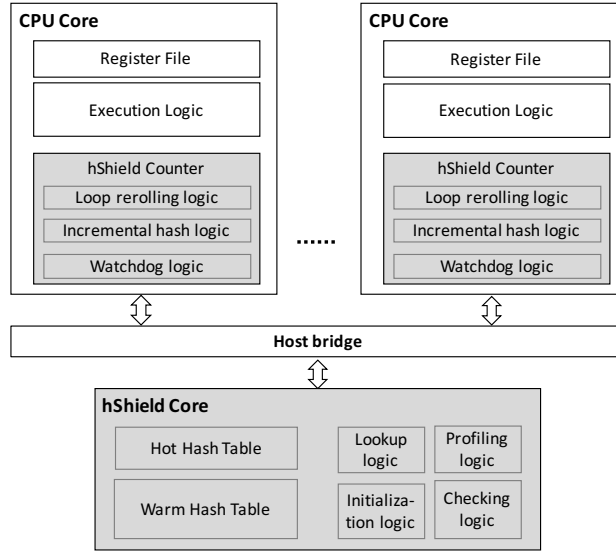 CPU Core
Register File
Execution Logic
hShield Counter
Loop rerolling logic
Incremental hash logic
Watchdog logic
......
CPU Core
Register File
Execution Logic
hShield Counter
Loop rerolling logic
Incremental hash logic
Watchdog logic
Host bridge
hShield Core
Hot Hash Table
Warm Hash Table
Lookup
logic
Profiling
logic
Initializa-
tion logic
Checking
logic